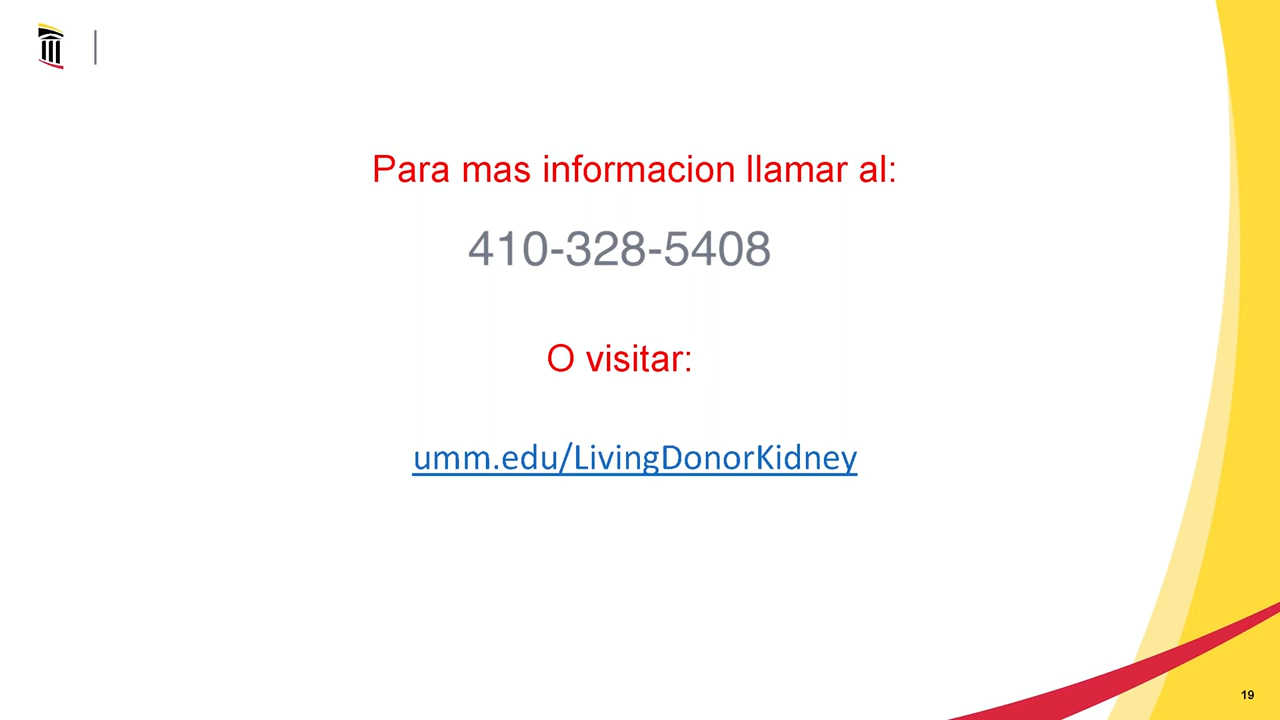 Para mas informacion llamar al:
410-328-5408
O visitar:
umm.edu/LivingDonorKidney
19